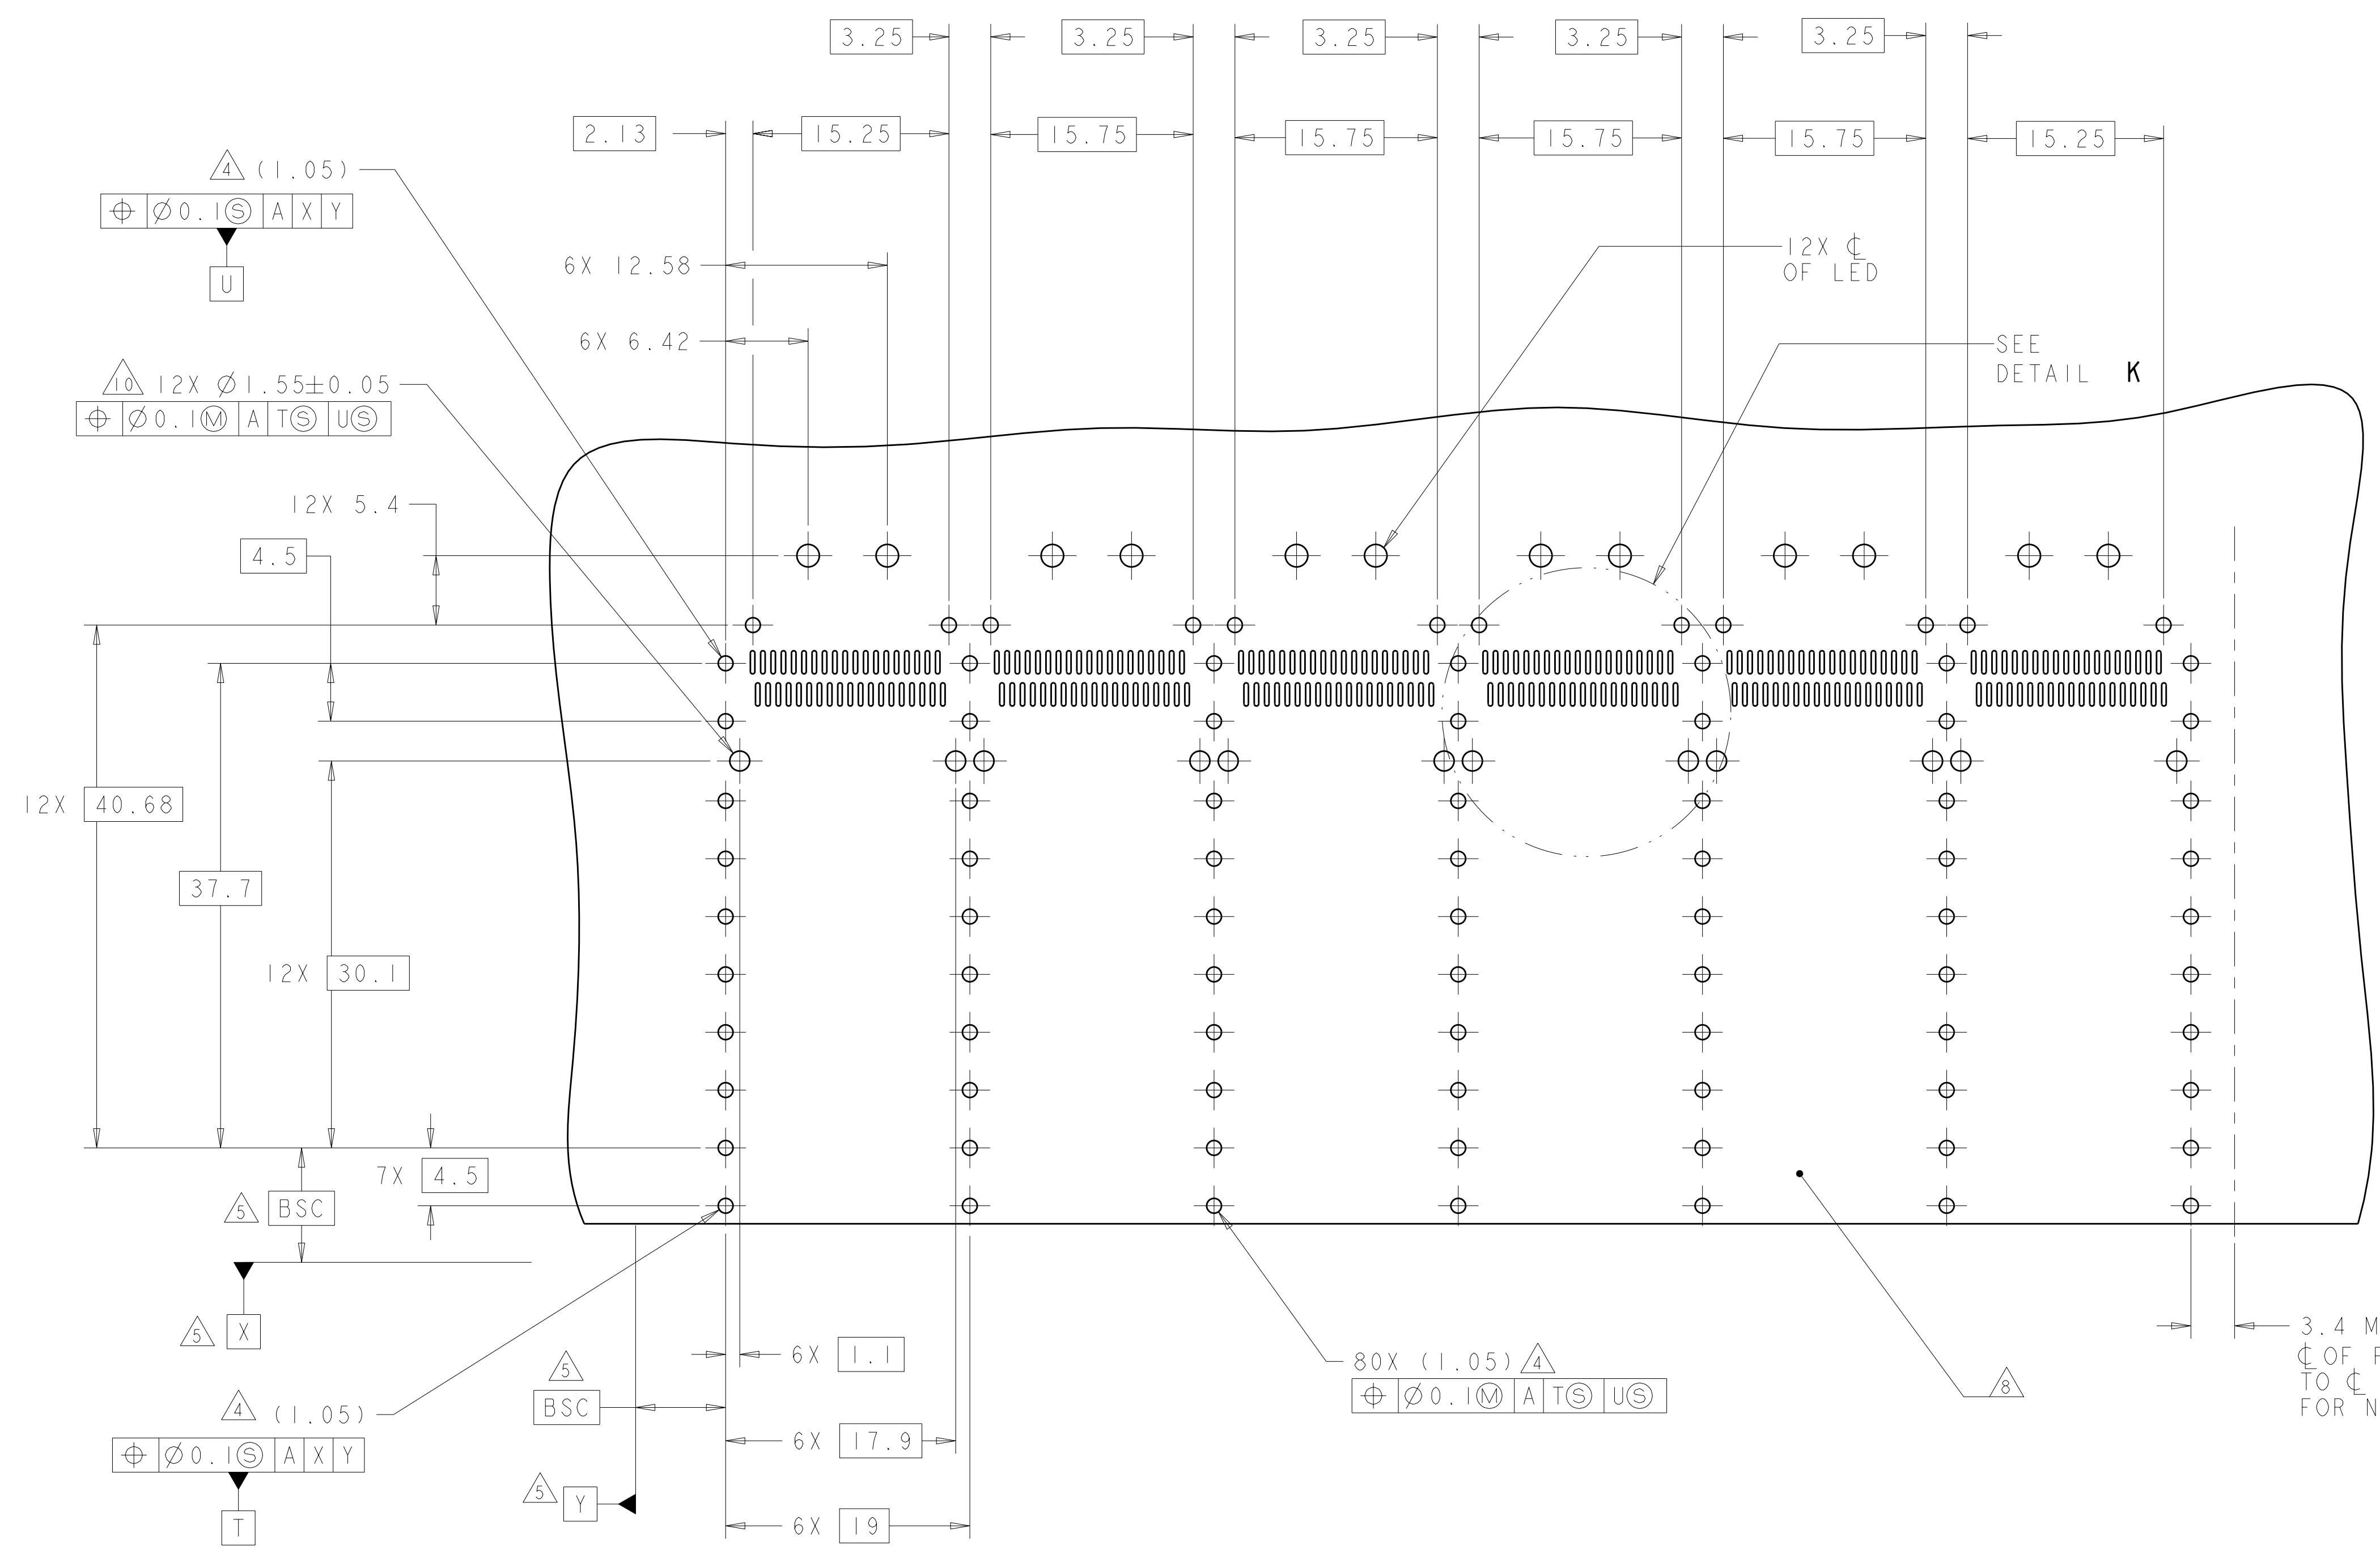 3.25 3.25 3.25 3.25 3.25
2.13 15.25 15.75 15.75 15.75 15.75 15.25
4 (1.05)
⌖ Ø0.1Ⓢ A X Y
U
6X 12.58
12X ℄
OF LED
6X 6.42
SEE
DETAIL K
10 12X Ø1.55±0.05
⌖ Ø0.1Ⓜ A TⓈ UⓈ
12X 5.4
4.5
12X 40.68
37.7
12X 30.1
7X 4.5
5 BSC
5 X
6X 1.1
5
BSC
4 (1.05)
⌖ Ø0.1Ⓢ A X Y
T
6X 17.9
5 Y
6X 19
80X (1.05) 4
⌖ Ø0.1Ⓜ A TⓈ UⓈ
8
3.4
℄ OF
TO ℄
FOR